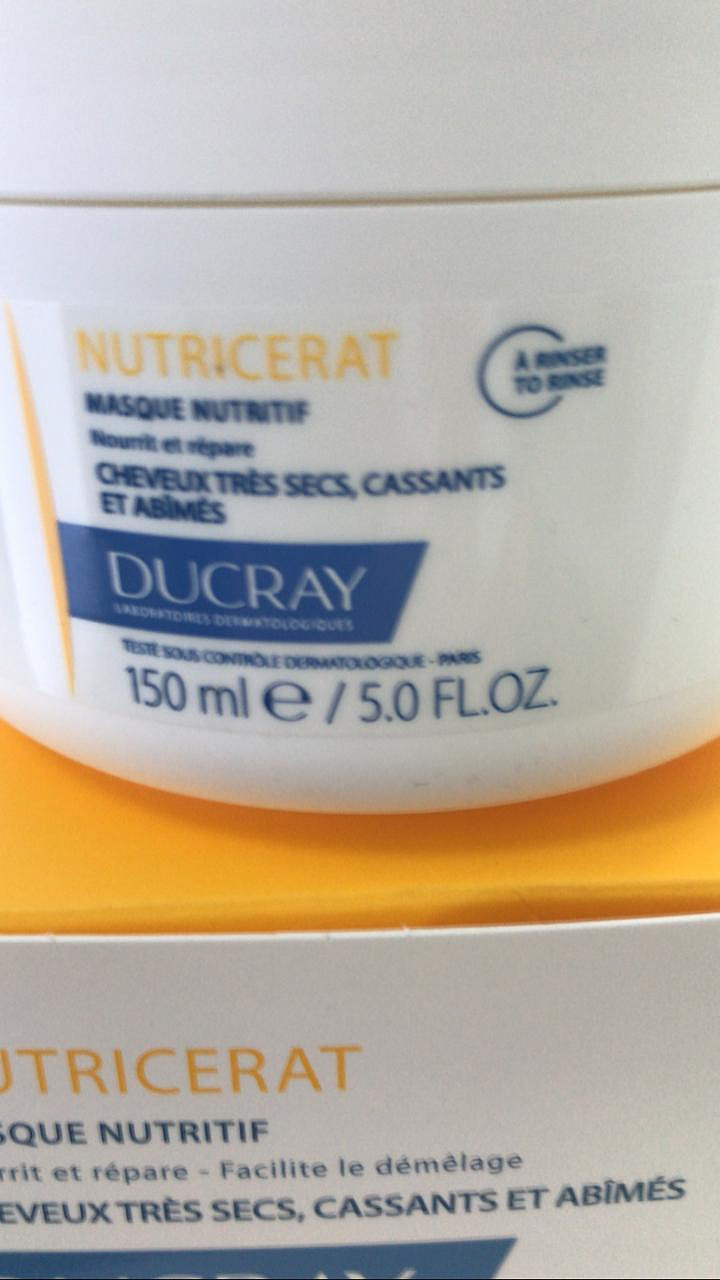 NUTRICERAT
MASQUE NUTRITIF
Nourrit et répare
CHEVEUX TRÈS SECS, CASSANTS
ET ABÎMÉS
À RINSER
TO RINSE
DUCRAY
LABORATOIRES DERMATOLOGIQUES
TESTÉ SOUS CONTRÔLE DERMATOLOGIQUE - PARIS
150 ml e / 5.0 FL.OZ.
UTRICERAT
SQUE NUTRITIF
rrit et répare - Facilite le démêlage
EVEUX TRÈS SECS, CASSANTS ET ABÎMÉS